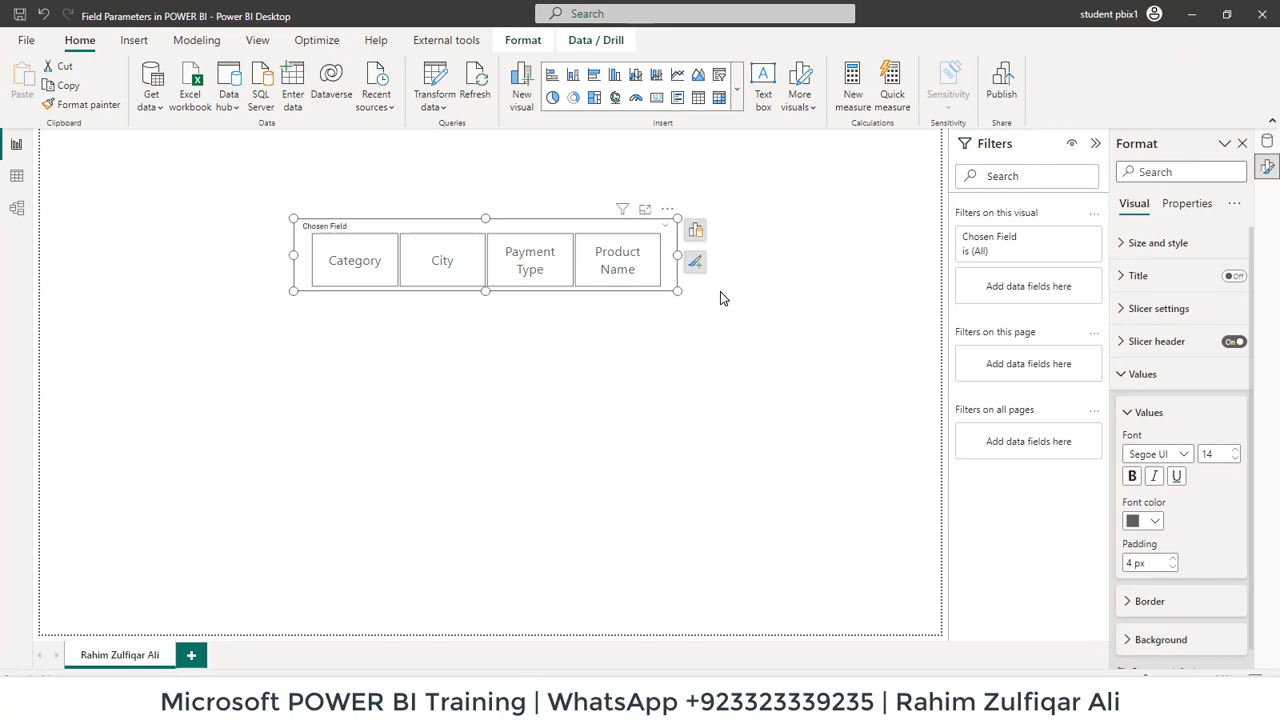 Field Parameters in POWER BI - Power BI Desktop
Search
student pbix1
File
Home
Insert
Modeling
View
Optimize
Help
External tools
Format
Data / Drill
Paste
Cut
Copy
Format painter
Clipboard
Get data
Excel workbook
Data hub
SQL Server
Enter data
Dataverse
Recent sources
Data
Transform data
Refresh
Queries
New visual
Text box
More visuals
Insert
New measure
Quick measure
Calculations
Sensitivity
Sensitivity
Publish
Share
Chosen Field
Category
City
Payment
Type
Product
Name
Filters
Search
Filters on this visual
Chosen Field
is (All)
Add data fields here
Filters on this page
Add data fields here
Filters on all pages
Add data fields here
Format
Search
Visual
Properties
Size and style
Title
Off
Slicer settings
Slicer header
On
Values
Values
Font
Segoe UI
14
B
I
U
Font color
Padding
4 px
Border
Background
Rahim Zulfiqar Ali
Microsoft POWER BI Training | WhatsApp +923323339235 | Rahim Zulfiqar Ali